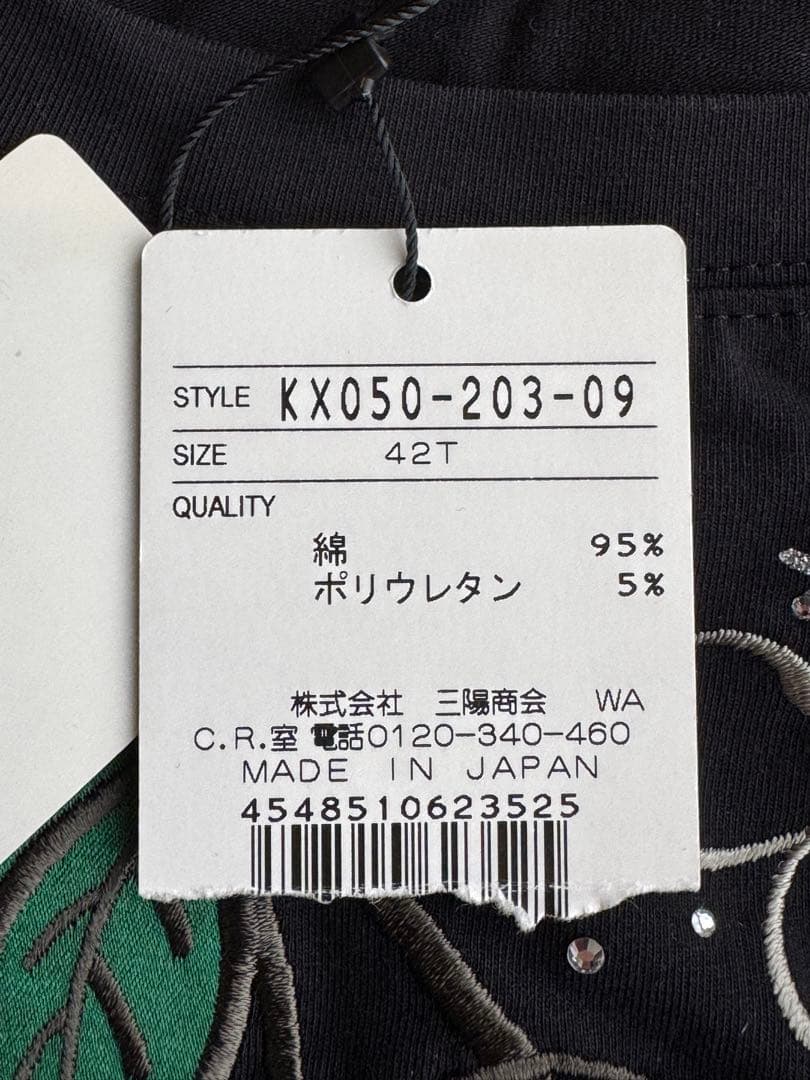 STYLE KX050-203-09
SIZE 42T
QUALITY
綿 95%
ポリウレタン 5%
株式会社 三陽商会 WA
C.R.室 電話0120-340-460
MADE IN JAPAN
4548510623525